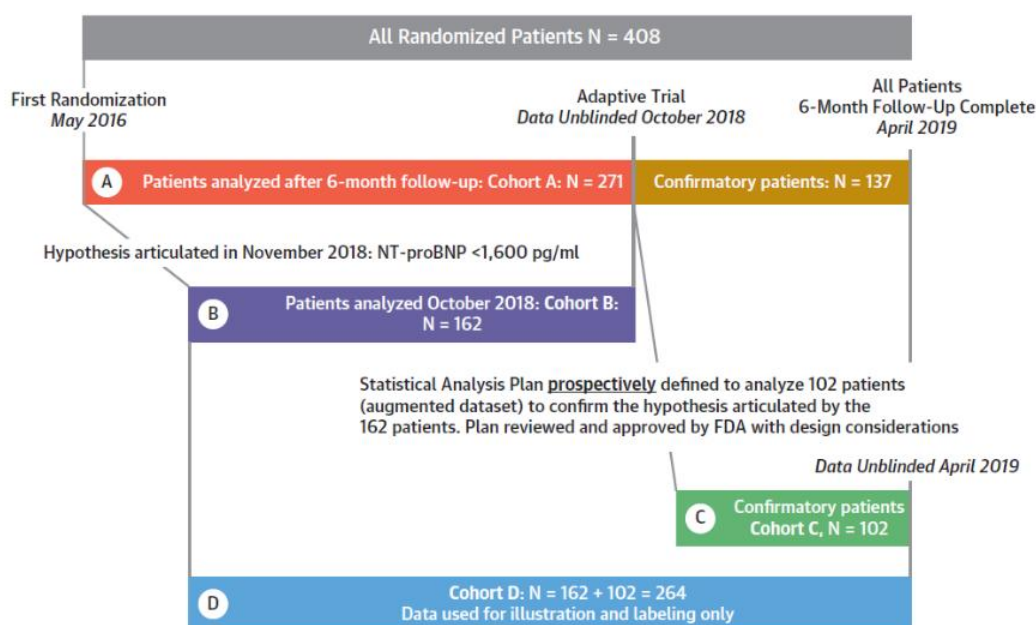 All Randomized Patients N = 408
First Randomization
May 2016
Adaptive Trial
Data Unblinded October 2018
All Patients
6-Month Follow-Up Complete
April 2019
A
Patients analyzed after 6-month follow-up: Cohort A: N = 271
Confirmatory patients: N = 137
Hypothesis articulated in November 2018: NT-proBNP <1,600 pg/ml
B
Patients analyzed October 2018: Cohort B:
N = 162
Statistical Analysis Plan prospectively defined to analyze 102 patients
(augmented dataset) to confirm the hypothesis articulated by the
162 patients. Plan reviewed and approved by FDA with design considerations
Data Unblinded April 2019
C
Confirmatory patients
Cohort C, N = 102
D
Cohort D: N = 162 + 102 = 264
Data used for illustration and labeling only